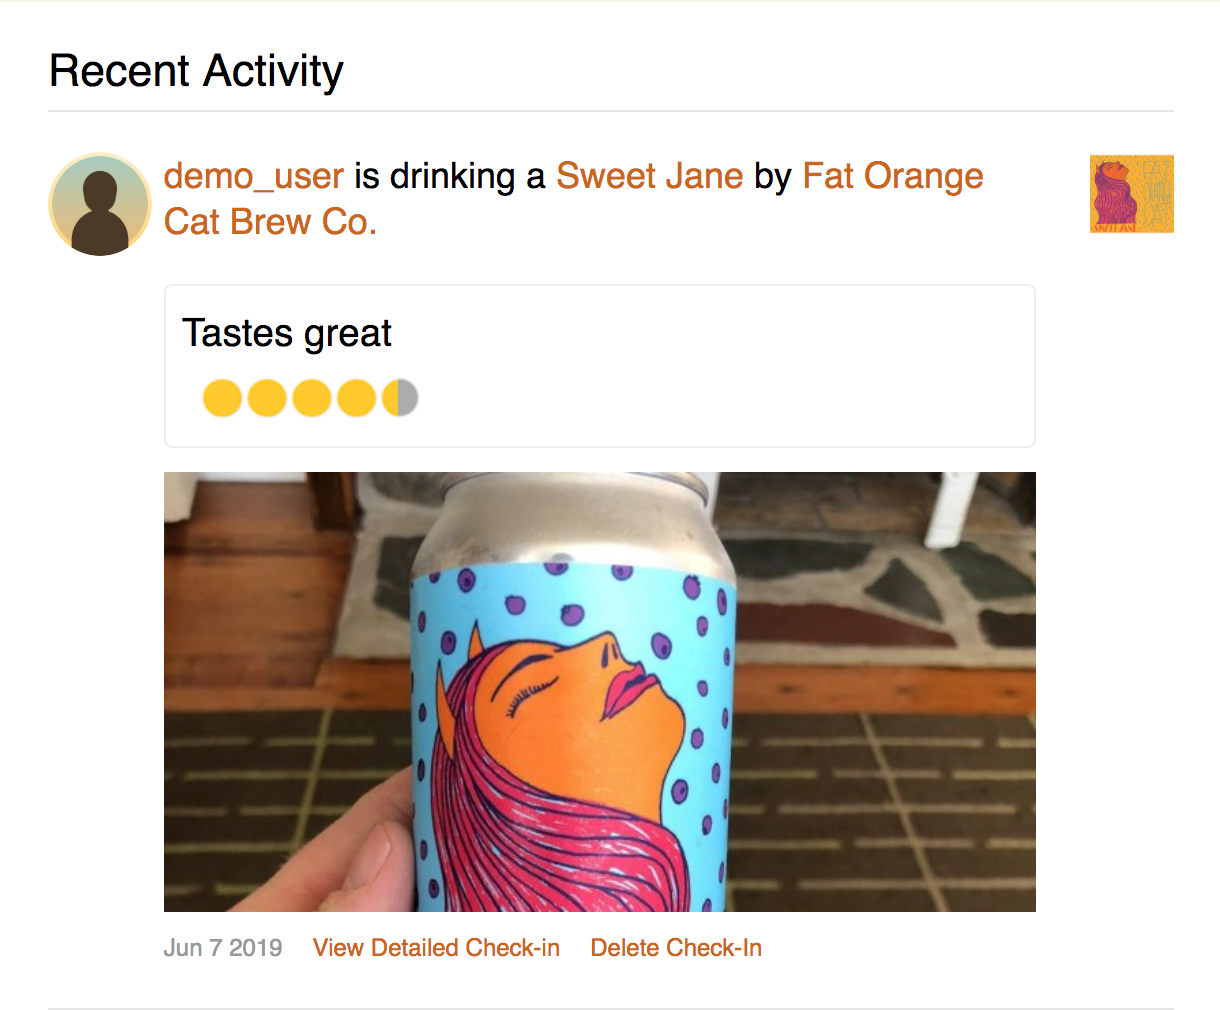 Recent Activity
demo_user is drinking a Sweet Jane by Fat Orange
Cat Brew Co.
Tastes great
Jun 7 2019 View Detailed Check-in Delete Check-In